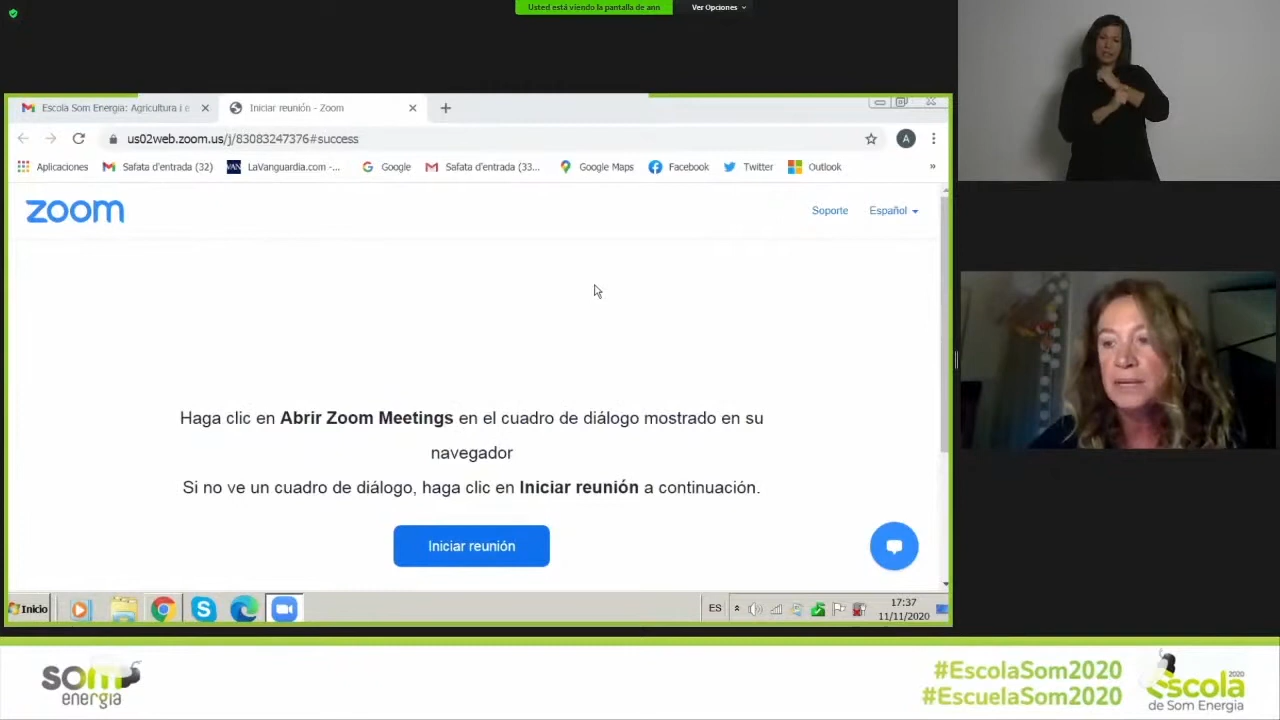 Usted está viendo la pantalla de ann
Ver Opciones
Escola Som Energia: Agricultura i e
Iniciar reunión - Zoom
us02web.zoom.us/j/83083247376#success
A
Aplicaciones
Safata d'entrada (32)
LaVanguardia.com -...
Google
Safata d'entrada (33...
Google Maps
Facebook
Twitter
Outlook
»
zoom
Soporte
Español
Haga clic en Abrir Zoom Meetings en el cuadro de diálogo mostrado en su
navegador
Si no ve un cuadro de diálogo, haga clic en Iniciar reunión a continuación.
Iniciar reunión
Inicio
ES
17:37
11/11/2020
som
energia
#EscolaSom2020
#EscuelaSom2020
2020
escola
de Som Energia